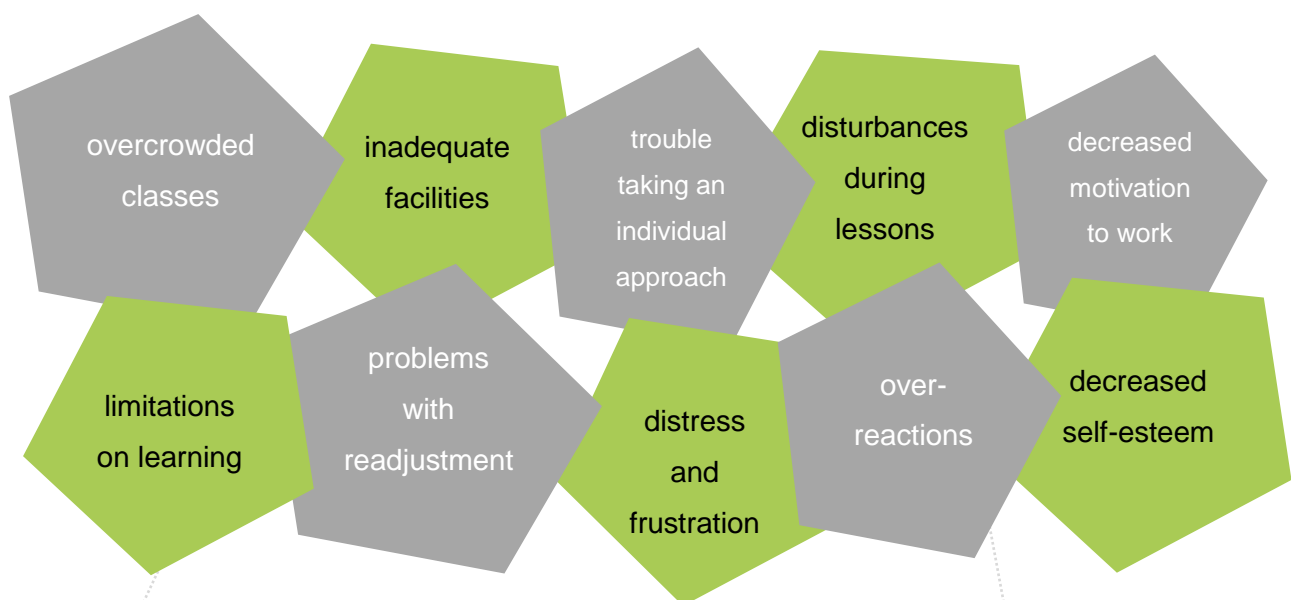 overcrowded
classes
inadequate
facilities
trouble
taking an
individual
approach
disturbances
during
lessons
decreased
motivation
to work
limitations
on learning
problems
with
readjustment
distress
and
frustration
over-
reactions
decreased
self-esteem